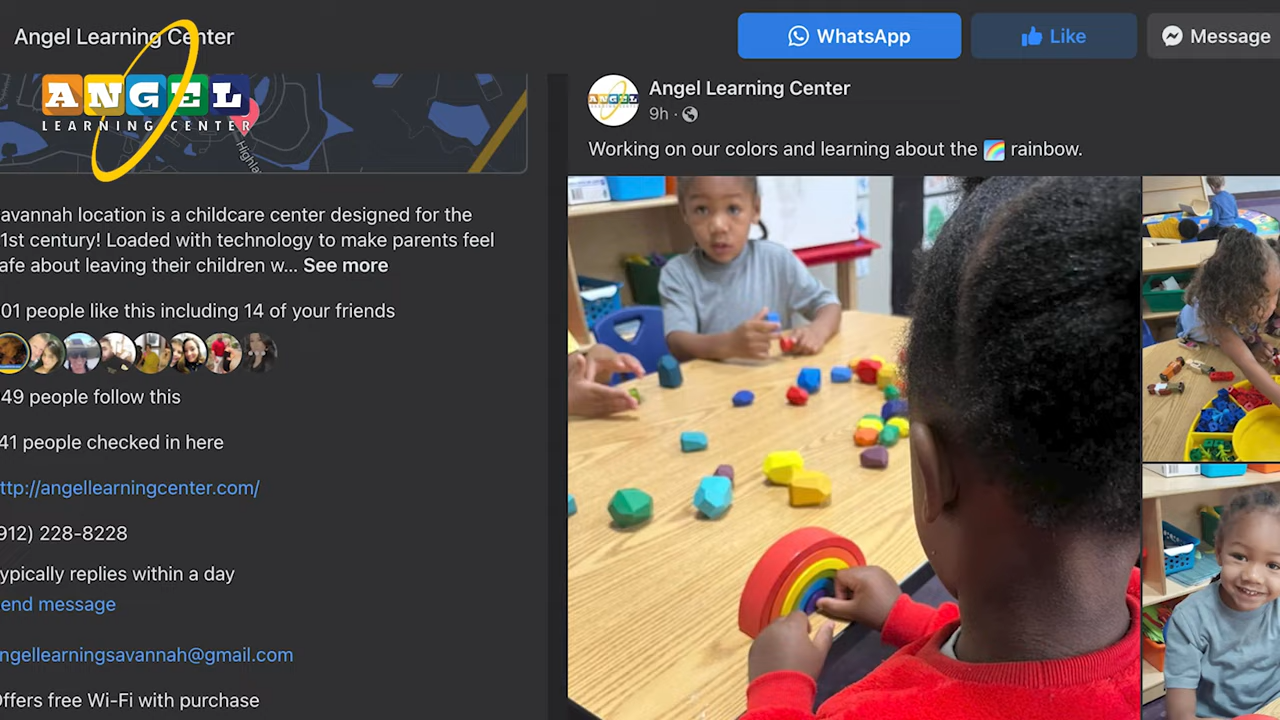 Angel Learning Center
WhatsApp
Like
Message
ANGEL
LEARNING CENTER
Highla
avannah location is a childcare center designed for the
1st century! Loaded with technology to make parents feel
afe about leaving their children w... See more
01 people like this including 14 of your friends
49 people follow this
41 people checked in here
ttp://angellearningcenter.com/
912) 228-8228
ypically replies within a day
end message
ngellearningsavannah@gmail.com
ffers free Wi-Fi with purchase
Angel Learning Center
9h ·
ANGEL
Working on our colors and learning about the 🌈 rainbow.